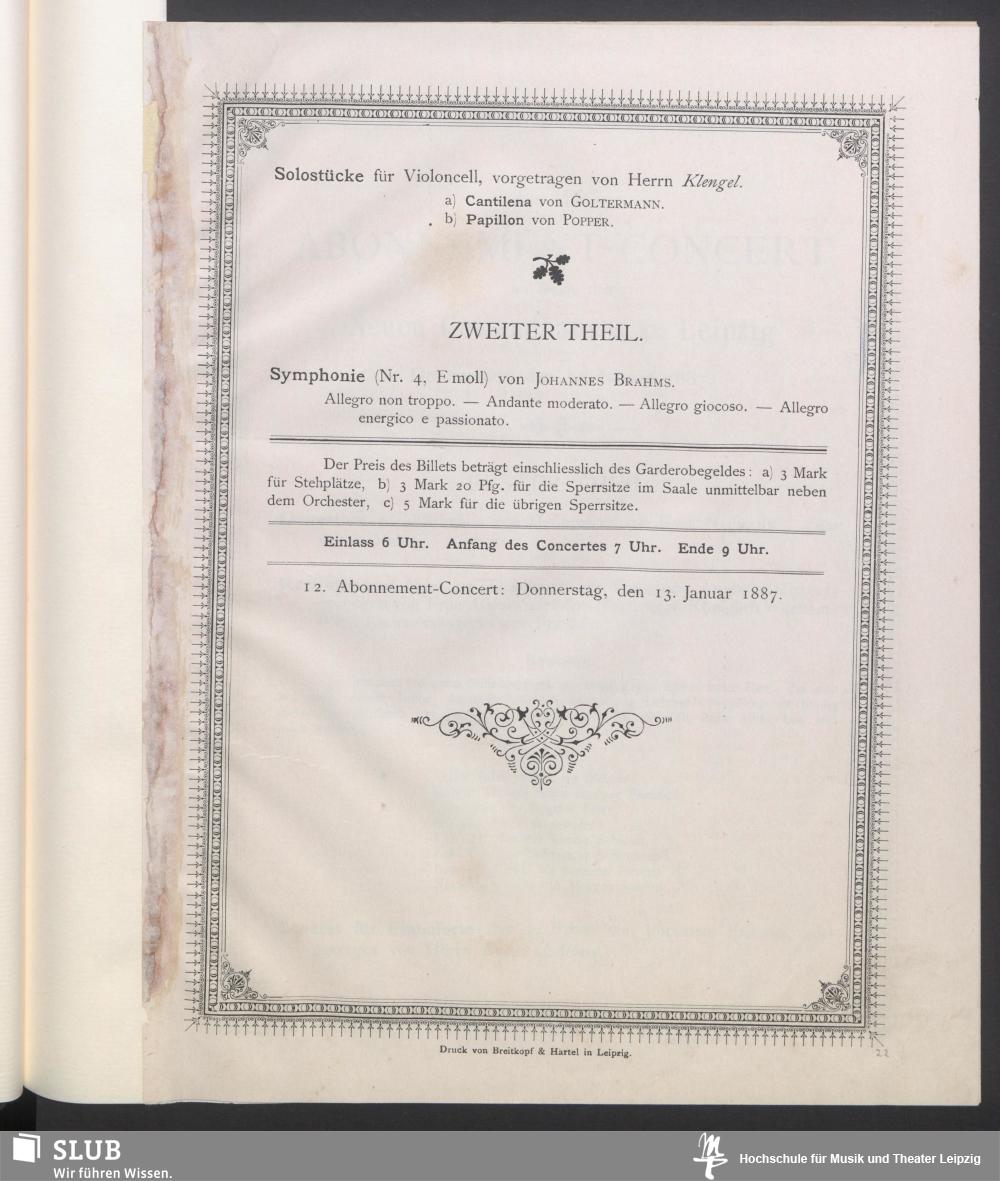 Solostücke für Violoncell, vorgetragen von Herrn Klengel.
a) Cantilena von GOLTERMANN.
b) Papillon von POPPER.
ZWEITER THEIL.
Symphonie (Nr. 4, Emoll) von JOHANNES BRAHMS.
Allegro non troppo. — Andante moderato. — Allegro giocoso. — Allegro
energico e passionato.
Der Preis des Billets beträgt einschliesslich des Garderobegeldes: a) 3 Mark
für Stehplätze, b) 3 Mark 20 Pfg. für die Sperrsitze im Saale unmittelbar neben
dem Orchester, c) 5 Mark für die übrigen Sperrsitze.
Einlass 6 Uhr. Anfang des Concertes 7 Uhr. Ende 9 Uhr.
12. Abonnement-Concert: Donnerstag, den 13. Januar 1887.
Druck von Breitkopf & Hartel in Leipzig.
22
SLUB
Wir führen Wissen.
Hochschule für Musik und Theater Leipzig